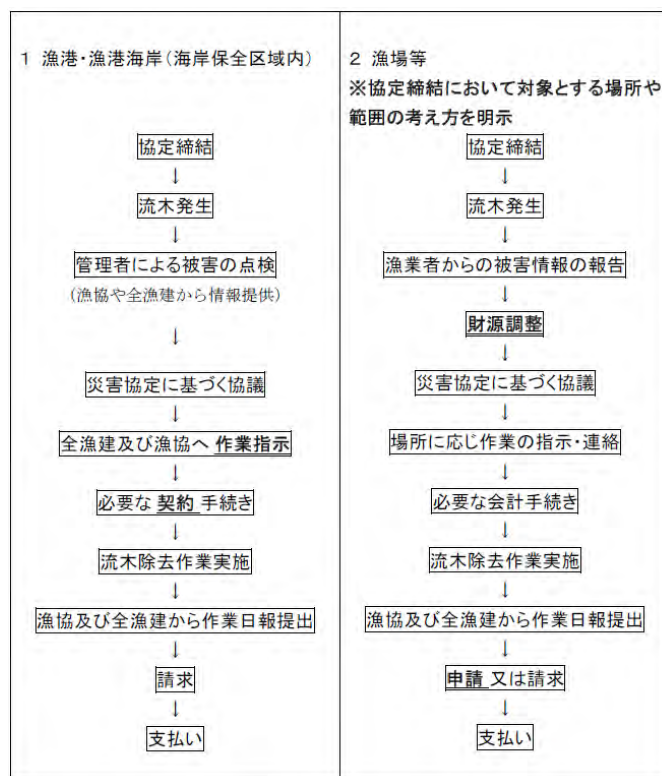 1 漁港・漁港海岸(海岸保全区域内)
協定締結
↓
流木発生
↓
管理者による被害の点検
(漁協や全漁建から情報提供)
↓
災害協定に基づく協議
↓
全漁建及び漁協へ 作業指示
↓
必要な 契約 手続き
↓
流木除去作業実施
↓
漁協及び全漁建から作業日報提出
↓
請求
↓
支払い
2 漁場等
※協定締結において対象とする場所や
範囲の考え方を明示
協定締結
↓
流木発生
↓
漁業者からの被害情報の報告
↓
財源調整
↓
災害協定に基づく協議
↓
場所に応じ作業の指示・連絡
↓
必要な会計手続き
↓
流木除去作業実施
↓
漁協及び全漁建から作業日報提出
↓
申請 又は請求
↓
支払い